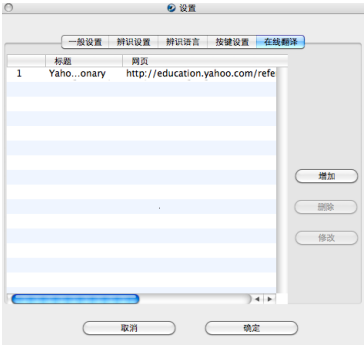 设置
一般设置 辨识设置 辨识语言 按键设置 在线翻译
标题 网页
1 Yaho...onary http://education.yahoo.com/refe
增加
删除
修改
取消 确定